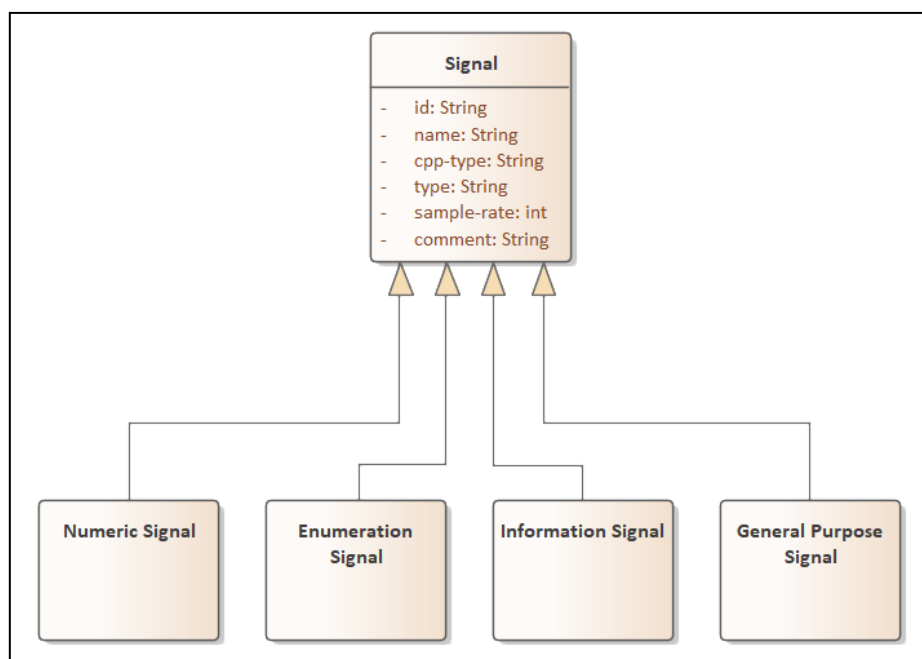 Signal
- id: String
- name: String
- cpp-type: String
- type: String
- sample-rate: int
- comment: String
Numeric Signal
Enumeration
Signal
Information Signal
General Purpose
Signal